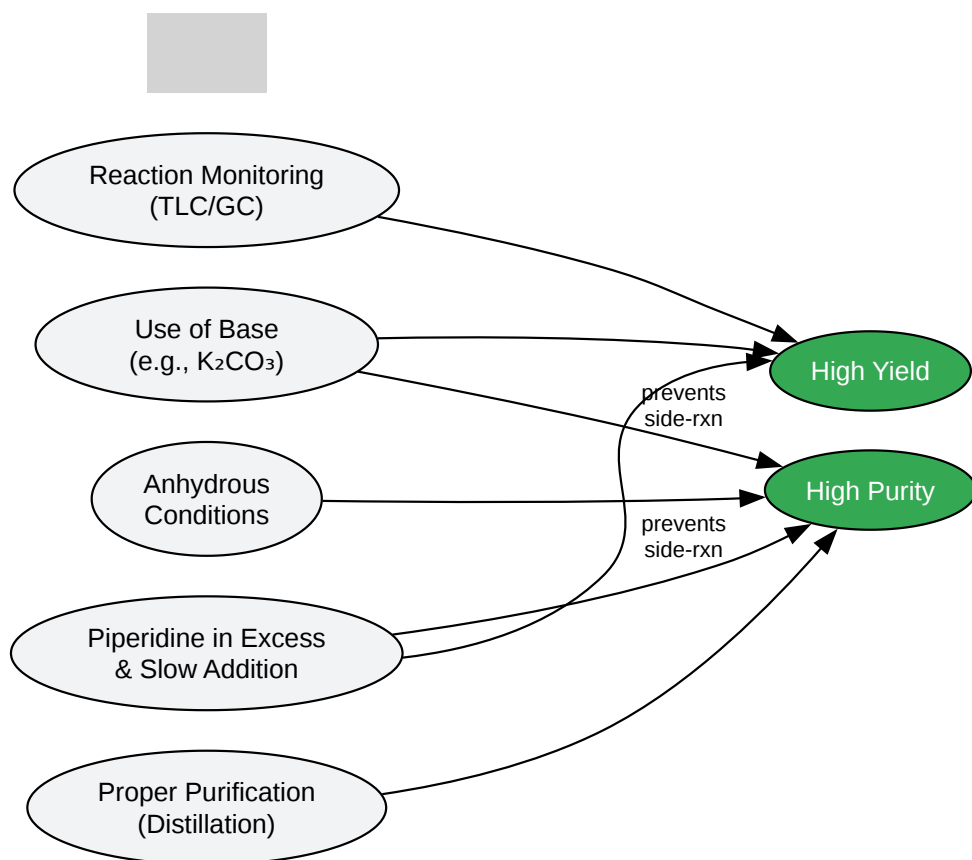 Reaction Monitoring
(TLC/GC)
Use of Base
(e.g., K₂CO₃)
High Yield
prevents
side-rxn
Anhydrous
Conditions
High Purity
prevents
side-rxn
Piperidine in Excess
& Slow Addition
Proper Purification
(Distillation)